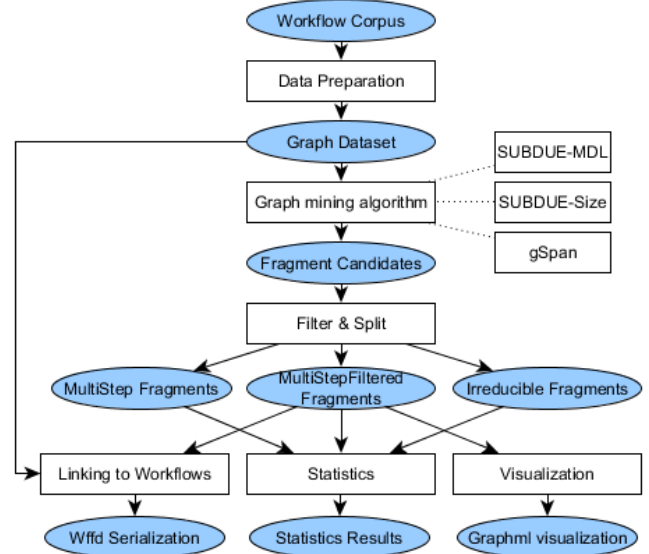 Workflow Corpus
Data Preparation
Graph Dataset
SUBDUE-MDL
Graph mining algorithm
SUBDUE-Size
gSpan
Fragment Candidates
Filter & Split
MultiStep Fragments
MultiStepFiltered
Fragments
Irreducible Fragments
Linking to Workflows
Statistics
Visualization
Wffd Serialization
Statistics Results
Graphml visualization